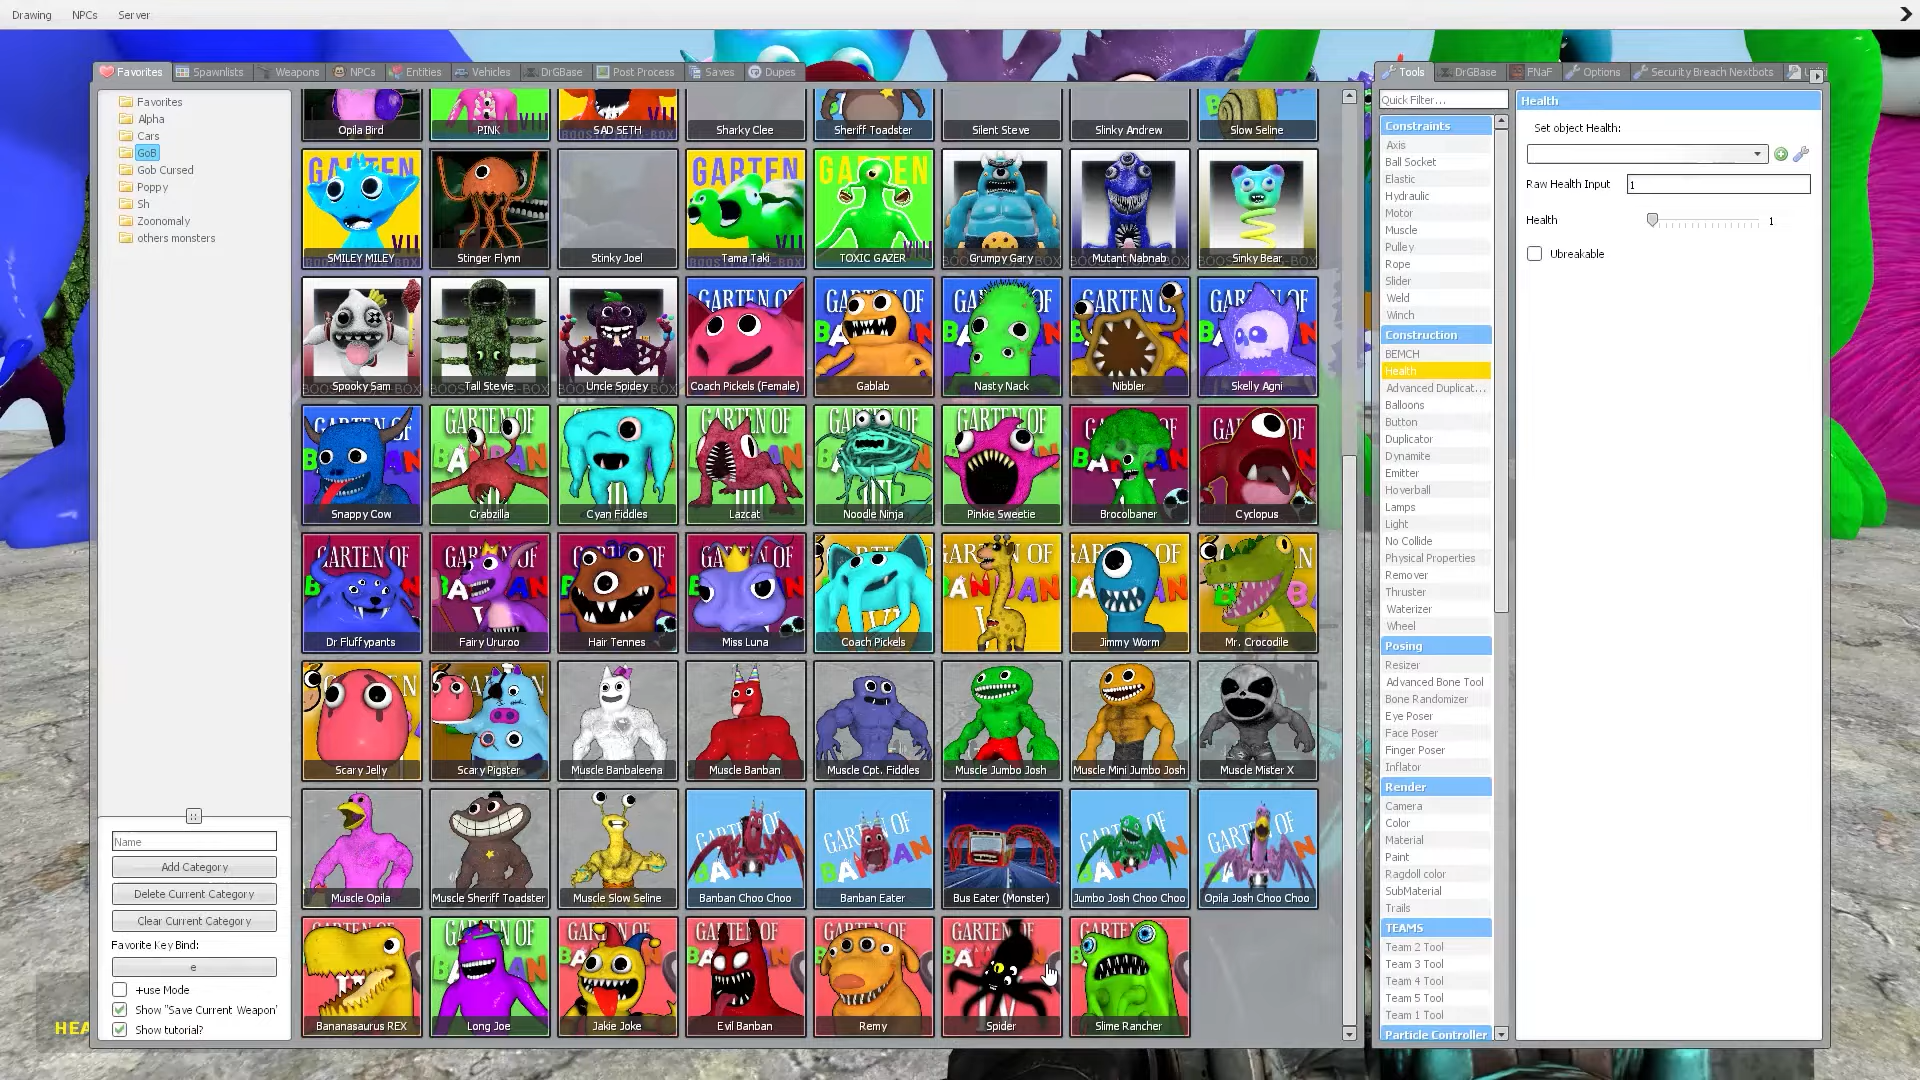 Drawing NPCs Server
Favorites Spawnlists Weapons NPCs Entities Vehicles DrGBase Post Process Saves Dupes
Tools DrGBase FNaF Options Security Breach Nextbots
Favorites
Alpha
Cars
GoB
Gob Cursed
Poppy
Sh
Zoonomaly
others monsters
Name
Add Category
Delete Current Category
Clear Current Category
Favorite Key Bind:
e
+use Mode
Show "Save Current Weapon"
Show tutorial?
HEA
Opila Bird PINK SAD SETH Sharky Clee Sheriff Toadster Silent Steve Slinky Andrew Slow Seline
SMILEY MILEY Stinger Flynn Stinky Joel Tama Taki TOXIC GAZER Grumpy Gary Mutant Nabnab Sinky Bear
Spooky Sam Tall Stevie Uncle Spidey Coach Pickels (Female) Gablab Nasty Nack Nibbler Skelly Agni
Snappy Cow Crabzilla Cyan Fiddles Lazcat Noodle Ninja Pinkie Sweetie Brocolbaner Cyclopus
Dr Fluffypants Fairy Ururoo Hair Tennes Miss Luna Coach Pickels Jimmy Worm Mr. Crocodile
Scary Jelly Scary Pigster Muscle Banbaleena Muscle Banban Muscle Cpt. Fiddles Muscle Jumbo Josh Muscle Mini Jumbo Josh Muscle Mister X
Muscle Opila Muscle Sheriff Toadster Muscle Slow Seline Banban Choo Choo Banban Eater Bus Eater (Monster) Jumbo Josh Choo Choo Opila Josh Choo Choo
Bananasaurus REX Long Joe Jakie Joke Evil Banban Remy Spider Slime Rancher
Quick Filter...
Constraints
Axis
Ball Socket
Elastic
Hydraulic
Motor
Muscle
Pulley
Rope
Slider
Weld
Winch
Construction
BEMCH
Health
Advanced Duplicat...
Balloons
Button
Duplicator
Dynamite
Emitter
Hoverball
Lamps
Light
No Collide
Physical Properties
Remover
Thruster
Waterizer
Wheel
Posing
Resizer
Advanced Bone Tool
Bone Randomizer
Eye Poser
Face Poser
Finger Poser
Inflator
Render
Camera
Color
Material
Paint
Ragdoll color
SubMaterial
Trails
TEAMS
Team 2 Tool
Team 3 Tool
Team 4 Tool
Team 5 Tool
Team 1 Tool
Particle Controller
Health
Set object Health:
Raw Health Input 1
Health 1
Ubreakable